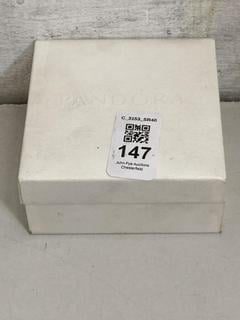 PANDORA
C_3153_SR46
147
John Pye Auctions
Chesterfield